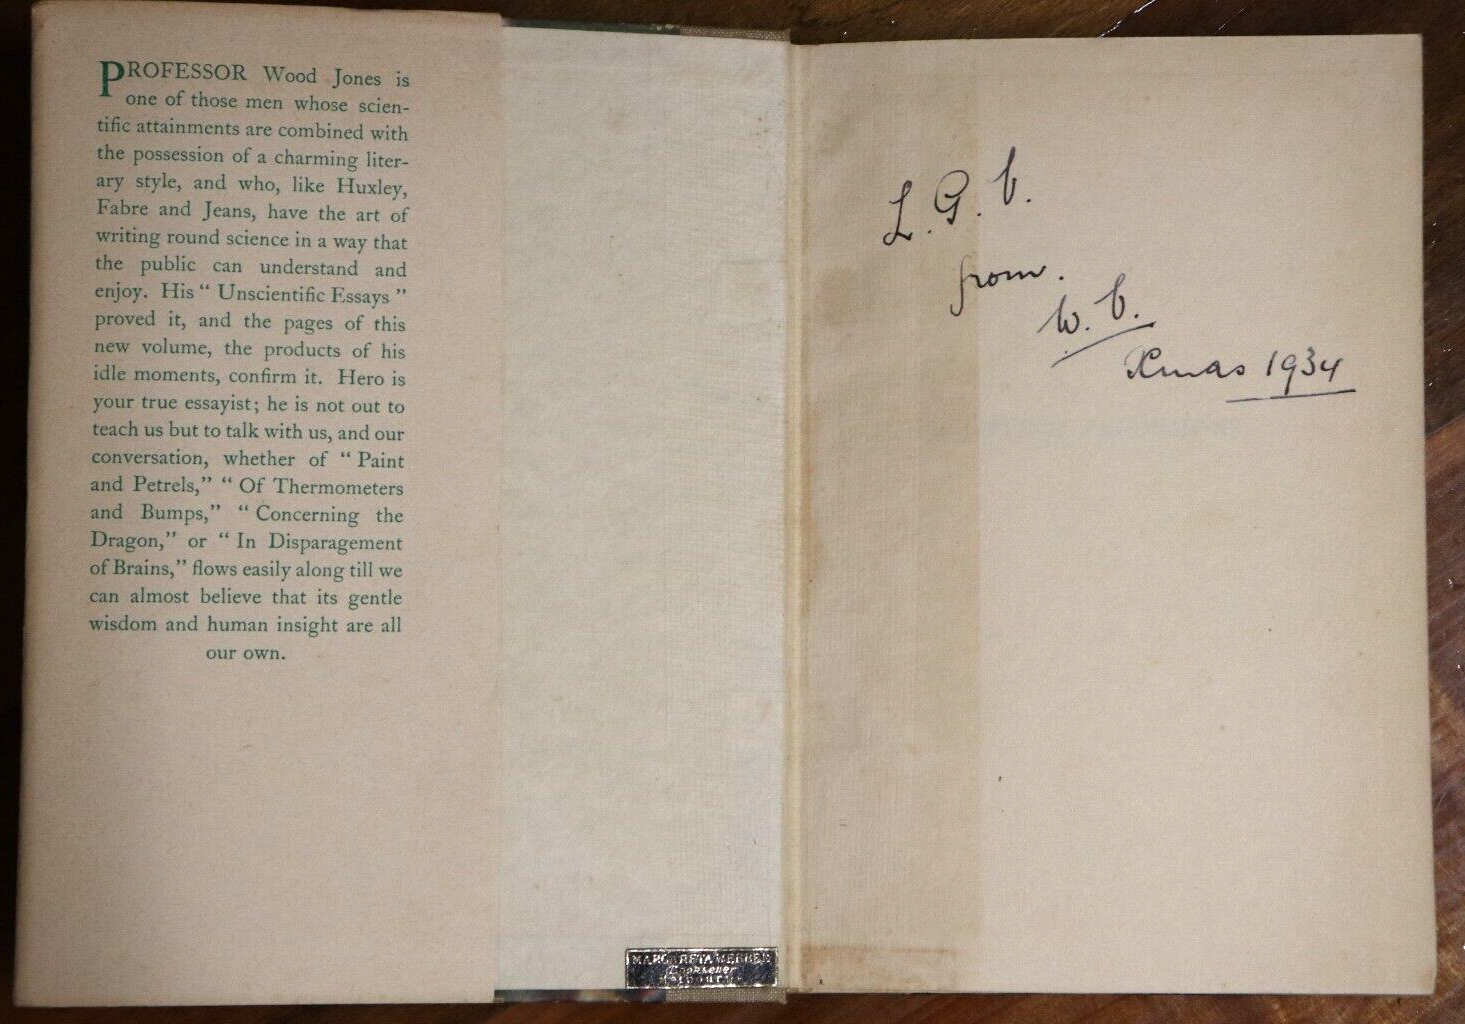 PROFESSOR Wood Jones is
one of those men whose scien-
tific attainments are combined with
the possession of a charming liter-
ary style, and who, like Huxley,
Fabre and Jeans, have the art of
writing round science in a way that
the public can understand and
enjoy. His “ Unscientific Essays ”
proved it, and the pages of this
new volume, the products of his
idle moments, confirm it. Hero is
your true essayist; he is not out to
teach us but to talk with us, and our
conversation, whether of “ Paint
and Petrels,” “ Of Thermometers
and Bumps,” “ Concerning the
Dragon,” or “ In Disparagement
of Brains,” flows easily along till we
can almost believe that its gentle
wisdom and human insight are all
our own.
MARGARETA WEBBER
Bookseller
Melbourne
L. G. C.
from.
W. C.
Xmas 1934